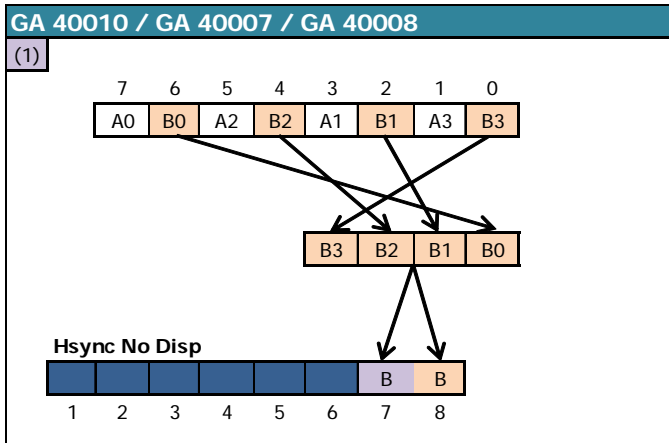 GA 40010 / GA 40007 / GA 40008
(1)
7 6 5 4 3 2 1 0
A0 B0 A2 B2 A1 B1 A3 B3
B3 B2 B1 B0
Hsync No Disp
B B
1 2 3 4 5 6 7 8